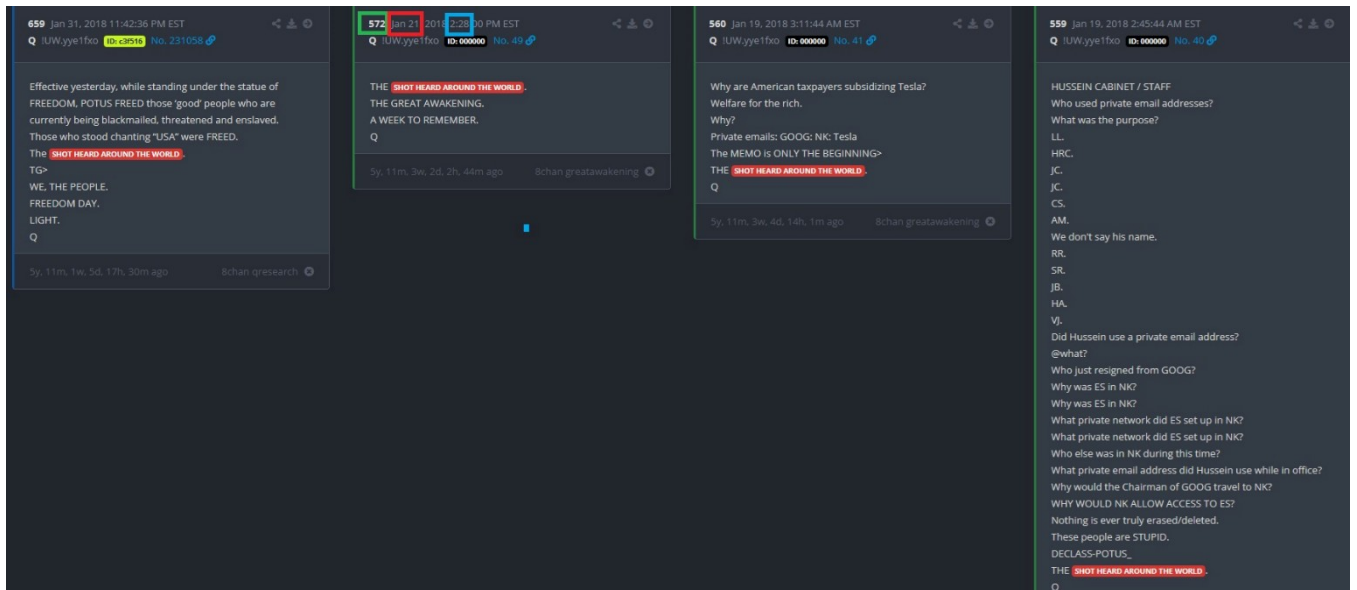 659 Jan 31, 2018 11:42:36 PM EST
Q !UW.yye1fxo ID: c3f516 No. 231058
Effective yesterday, while standing under the statue of
FREEDOM, POTUS FREED those 'good' people who are
currently being blackmailed, threatened and enslaved.
Those who stood chanting "USA" were FREED.
The SHOT HEARD AROUND THE WORLD.
TG>
WE, THE PEOPLE.
FREEDOM DAY.
LIGHT.
Q
5y, 11m, 1w, 5d, 17h, 30m ago 8chan qresearch
572 Jan 21, 2018 2:28:00 PM EST
Q !UW.yye1fxo ID: 000000 No. 49
THE SHOT HEARD AROUND THE WORLD.
THE GREAT AWAKENING.
A WEEK TO REMEMBER.
Q
5y, 11m, 3w, 2d, 2h, 44m ago 8chan greatawakening
560 Jan 19, 2018 3:11:44 AM EST
Q !UW.yye1fxo ID: 000000 No. 41
Why are American taxpayers subsidizing Tesla?
Welfare for the rich.
Why?
Private emails: GOOG: NK: Tesla
The MEMO is ONLY THE BEGINNING>
THE SHOT HEARD AROUND THE WORLD.
Q
5y, 11m, 3w, 4d, 14h, 1m ago 8chan greatawakening
559 Jan 19, 2018 2:45:44 AM EST
Q !UW.yye1fxo ID: 000000 No. 40
HUSSEIN CABINET / STAFF
Who used private email addresses?
What was the purpose?
LL.
HRC.
JC.
JC.
CS.
AM.
We don't say his name.
RR.
SR.
JB.
HA.
VJ.
Did Hussein use a private email address?
@what?
Who just resigned from GOOG?
Why was ES in NK?
Why was ES in NK?
What private network did ES set up in NK?
What private network did ES set up in NK?
Who else was in NK during this time?
What private email address did Hussein use while in office?
Why would the Chairman of GOOG travel to NK?
WHY WOULD NK ALLOW ACCESS TO ES?
Nothing is ever truly erased/deleted.
These people are STUPID.
DECLASS-POTUS_
THE SHOT HEARD AROUND THE WORLD.
Q